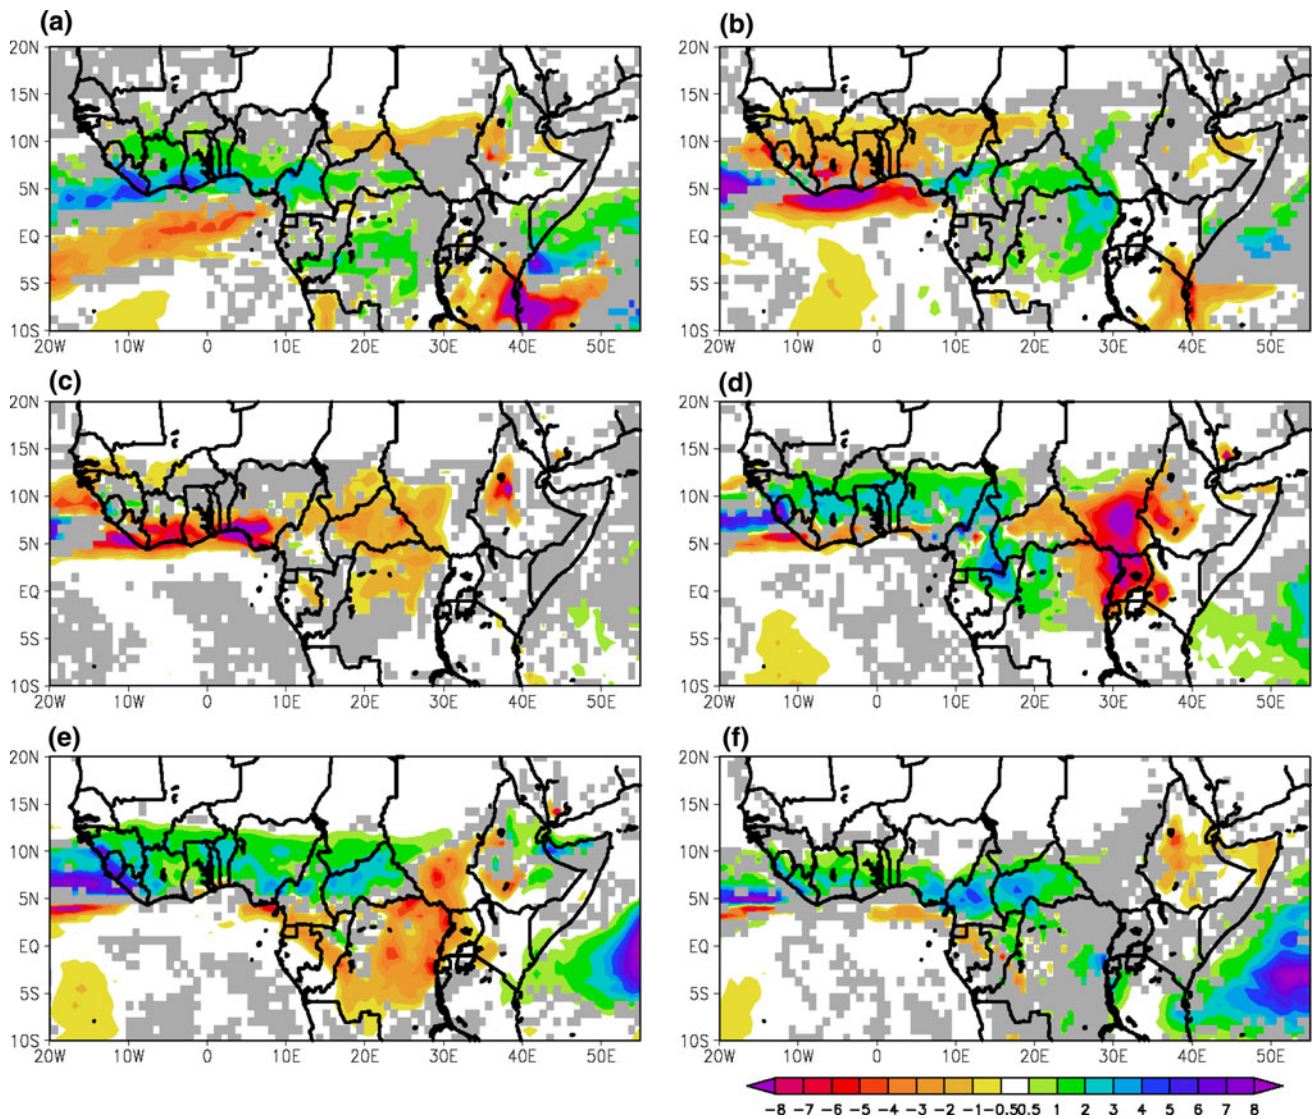 (a) (b)
20N 20N
15N 15N
10N 10N
5N 5N
EQ EQ
5S 5S
10S 10S
20W 10W 0 10E 20E 30E 40E 50E 20W 10W 0 10E 20E 30E 40E 50E
(c) (d)
20N 20N
15N 15N
10N 10N
5N 5N
EQ EQ
5S 5S
10S 10S
20W 10W 0 10E 20E 30E 40E 50E 20W 10W 0 10E 20E 30E 40E 50E
(e) (f)
20N 20N
15N 15N
10N 10N
5N 5N
EQ EQ
5S 5S
10S 10S
20W 10W 0 10E 20E 30E 40E 50E 20W 10W 0 10E 20E 30E 40E 50E
-8 -7 -6 -5 -4 -3 -2 -1 -0.5 0.5 1 2 3 4 5 6 7 8